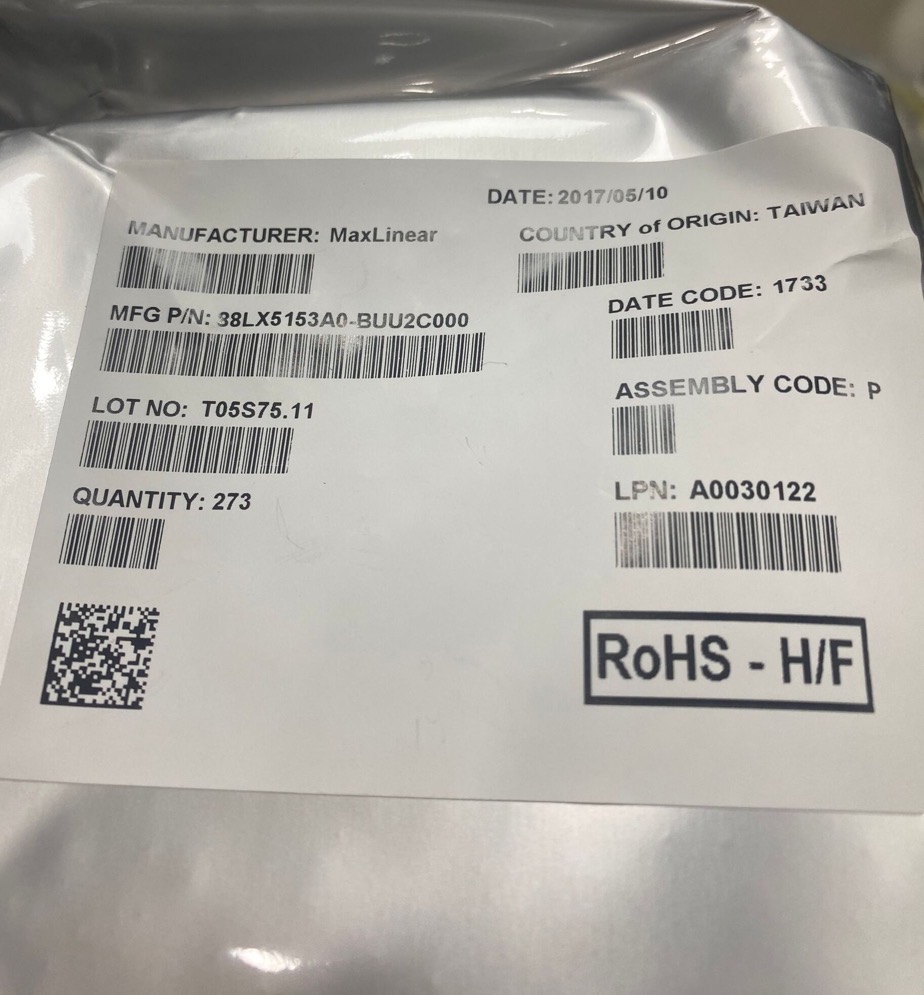 DATE: 2017/05/10
MANUFACTURER: MaxLinear
COUNTRY of ORIGIN: TAIWAN
MFG P/N: 38LX5153A0-BUU2C000
DATE CODE: 1733
LOT NO: T05S75.11
ASSEMBLY CODE: P
QUANTITY: 273
LPN: A0030122
RoHS - H/F